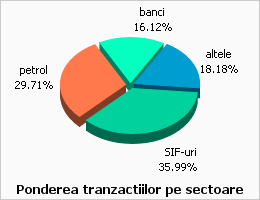 banci
16.12%
altele
18.18%
petrol
29.71%
SIF-uri
35.99%
Ponderea tranzactiilor pe sectoare